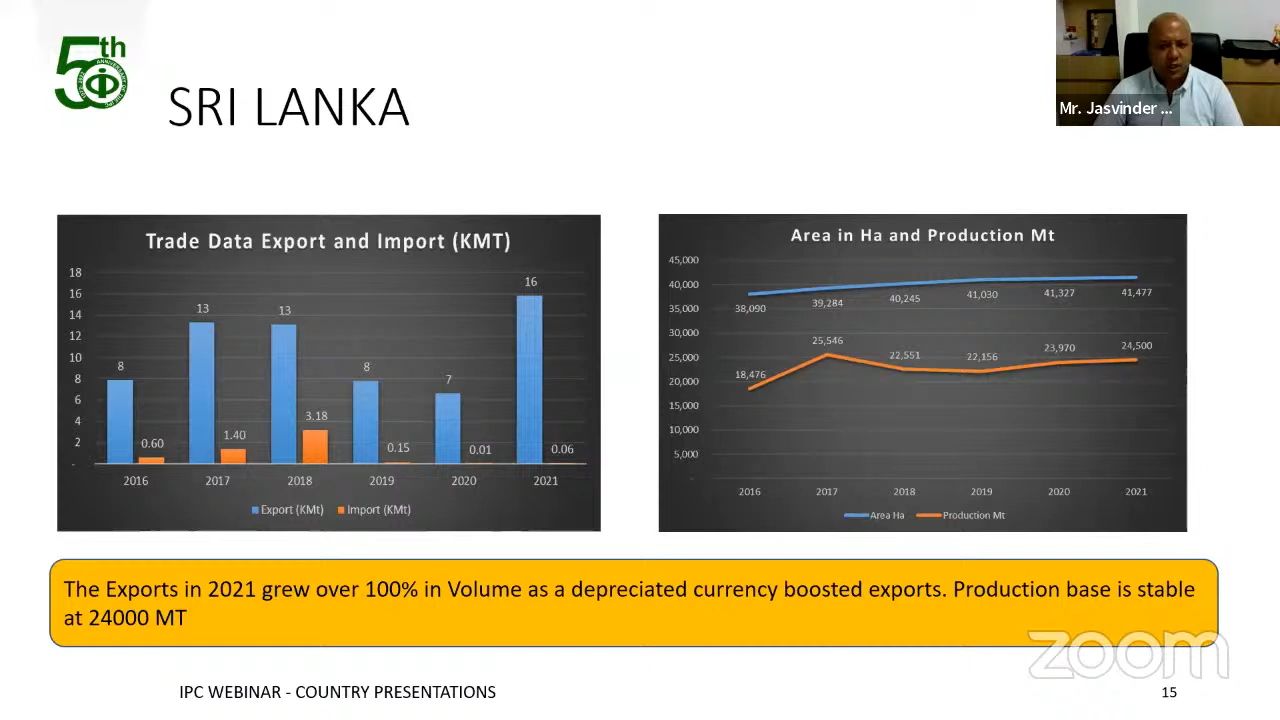 5th
ANNIVERSARY OF THE IPC
Mr. Jasvinder ...
SRI LANKA
Trade Data Export and Import (KMT)
18
16
14
12
10
8
6
4
2
-
8
0.60
13
1.40
13
3.18
8
0.15
7
0.01
16
0.06
2016 2017 2018 2019 2020 2021
Export (KMt) Import (KMt)
Area in Ha and Production Mt
45,000
40,000
35,000
30,000
25,000
20,000
15,000
10,000
5,000
-
38,090 39,284 40,245 41,030 41,327 41,477
18,476 25,546 22,551 22,156 23,970 24,500
2016 2017 2018 2019 2020 2021
Area Ha Production Mt
The Exports in 2021 grew over 100% in Volume as a depreciated currency boosted exports. Production base is stable
at 24000 MT
zoom
IPC WEBINAR - COUNTRY PRESENTATIONS
15